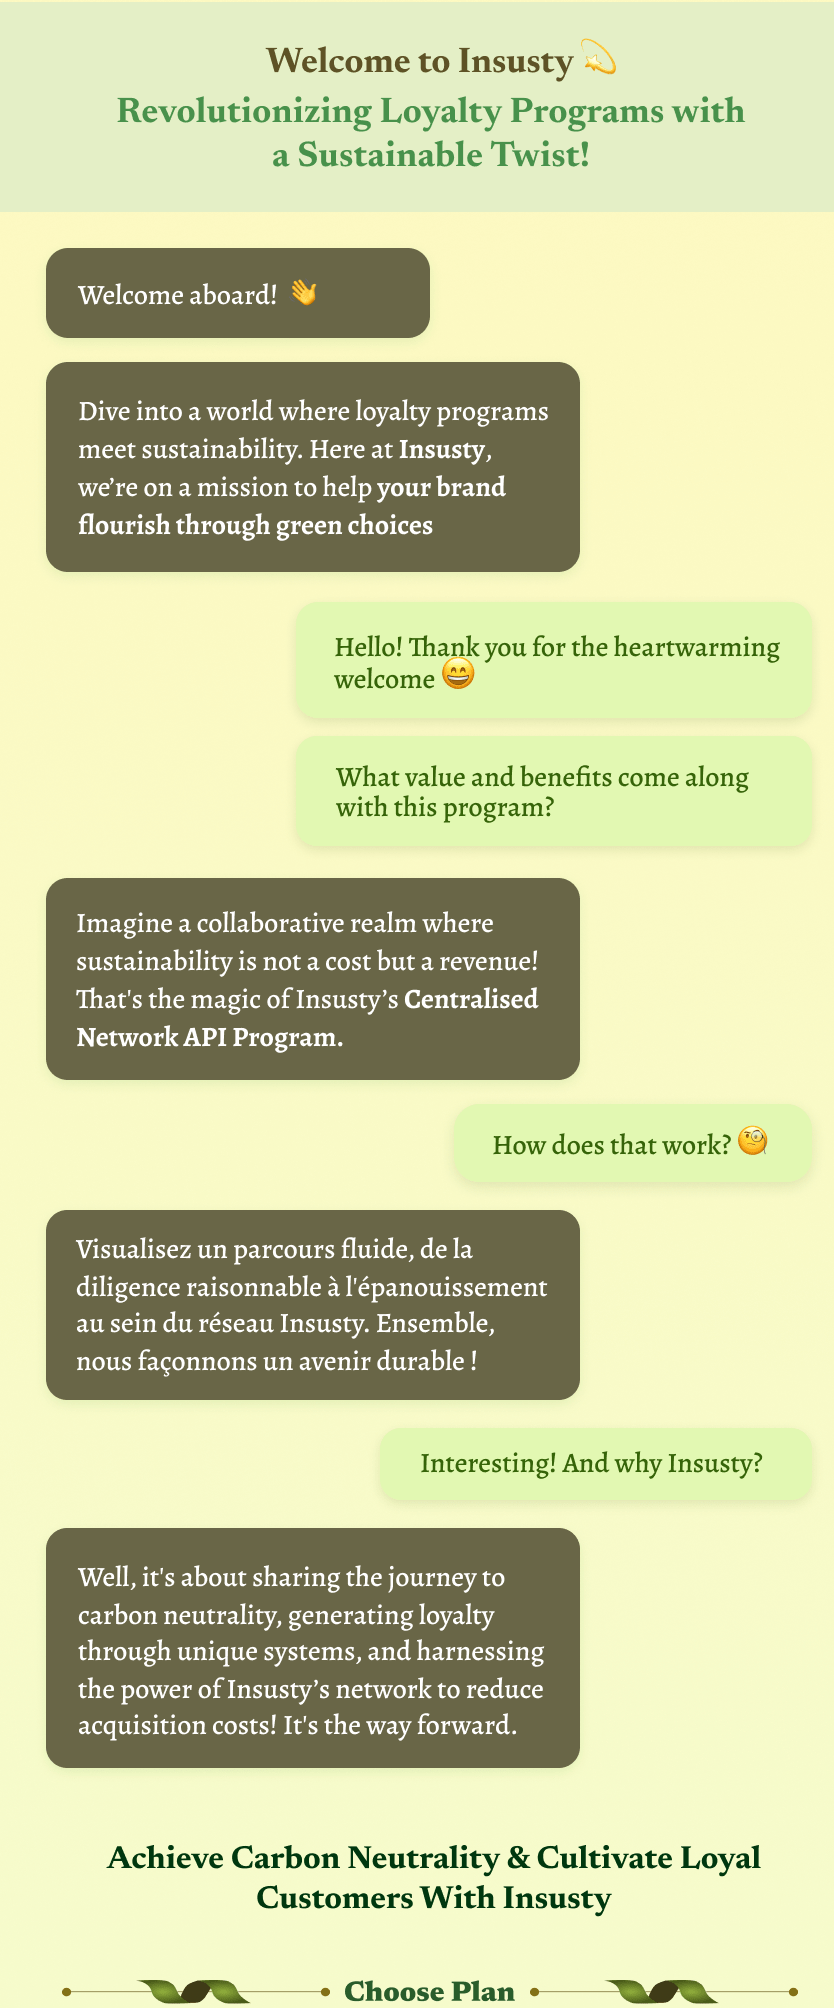 Welcome to Insusty 💫
Revolutionizing Loyalty Programs with
a Sustainable Twist!
Welcome aboard! 👋
Dive into a world where loyalty programs
meet sustainability. Here at Insusty,
we’re on a mission to help your brand
flourish through green choices
Hello! Thank you for the heartwarming
welcome 😄
What value and benefits come along
with this program?
Imagine a collaborative realm where
sustainability is not a cost but a revenue!
That's the magic of Insusty’s Centralised
Network API Program.
How does that work? 🧐
Visualisez un parcours fluide, de la
diligence raisonnable à l'épanouissement
au sein du réseau Insusty. Ensemble,
nous façonnons un avenir durable !
Interesting! And why Insusty?
Well, it's about sharing the journey to
carbon neutrality, generating loyalty
through unique systems, and harnessing
the power of Insusty’s network to reduce
acquisition costs! It's the way forward.
Achieve Carbon Neutrality & Cultivate Loyal
Customers With Insusty
Choose Plan